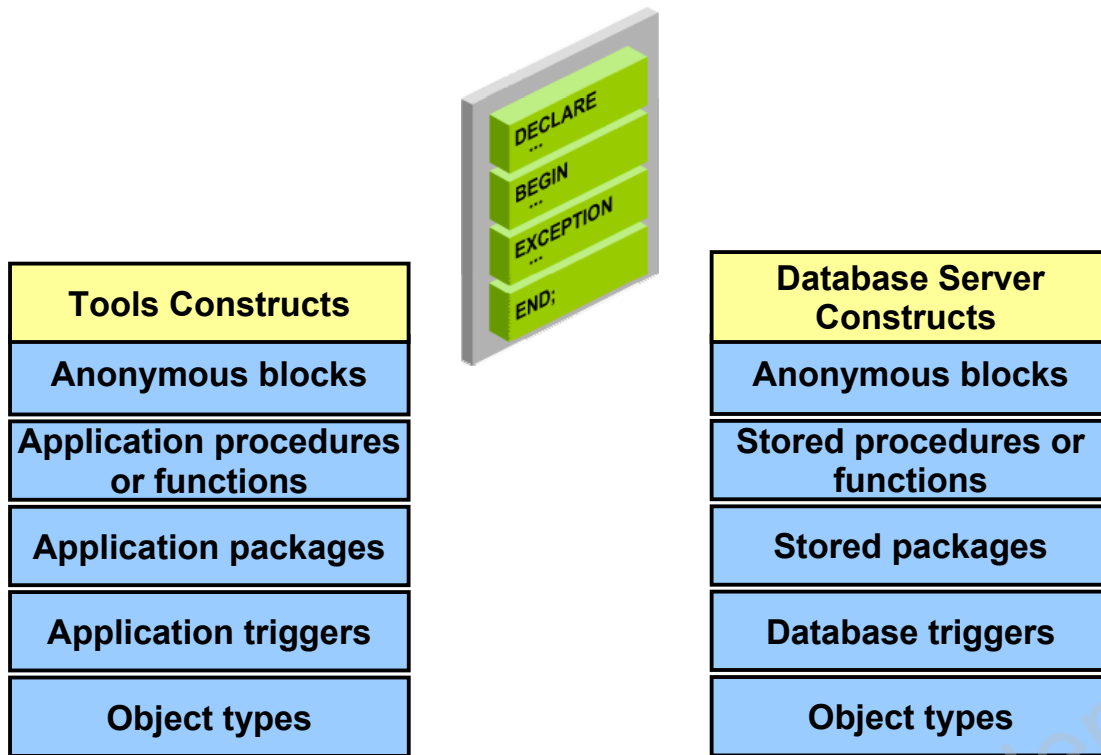 DECLARE
...
BEGIN
...
EXCEPTION
...
END;
Tools Constructs
Anonymous blocks
Application procedures
or functions
Application packages
Application triggers
Object types
Database Server
Constructs
Anonymous blocks
Stored procedures or
functions
Stored packages
Database triggers
Object types